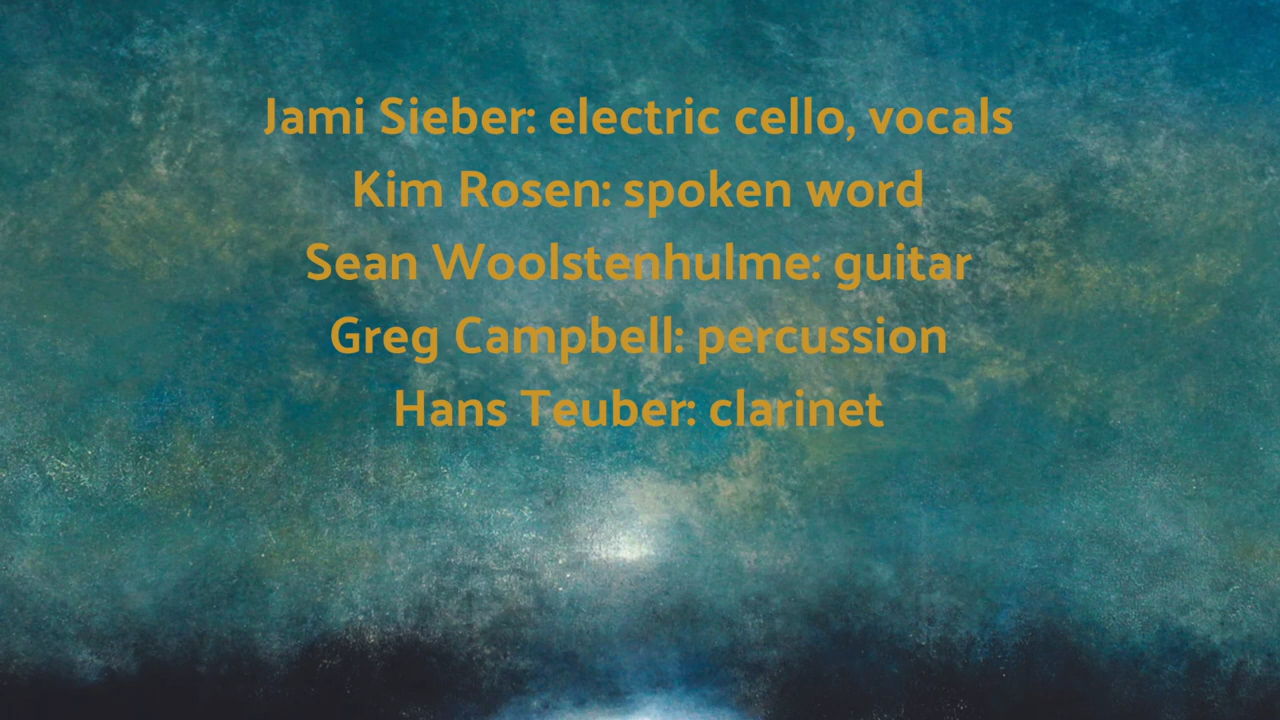 Jami Sieber: electric cello, vocals
Kim Rosen: spoken word
Sean Woolstenhulme: guitar
Greg Campbell: percussion
Hans Teuber: clarinet